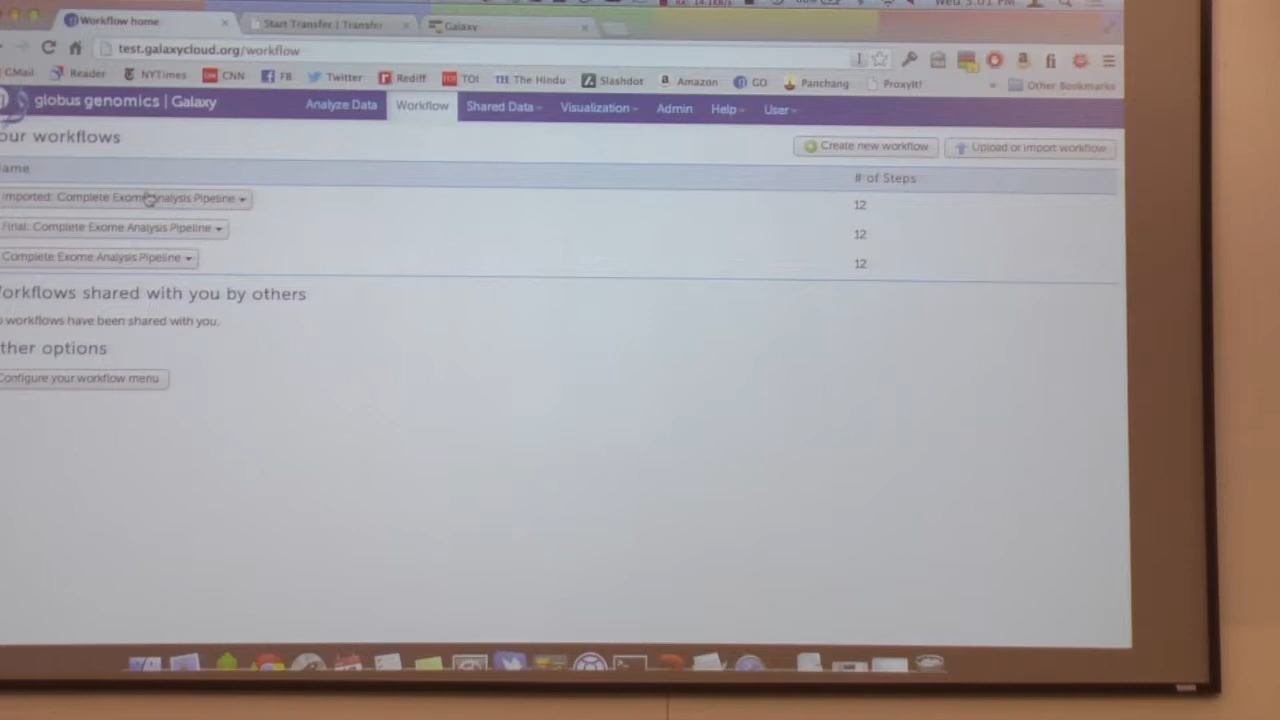 Workflow home
Start Transfer | Transfer
Galaxy
test.galaxycloud.org/workflow
GMail Reader NYTimes CNN FB Twitter Rediff TOI The Hindu Slashdot Amazon GO Panchang ProxyIt! » Other Bookmarks
globus genomics | Galaxy Analyze Data Workflow Shared Data Visualization Admin Help User
our workflows
Create new workflow Upload or import workflow
ame # of Steps
imported: Complete Exome Analysis Pipeline 12
Final: Complete Exome Analysis Pipeline 12
Complete Exome Analysis Pipeline 12
orkflows shared with you by others
o workflows have been shared with you.
ther options
Configure your workflow menu